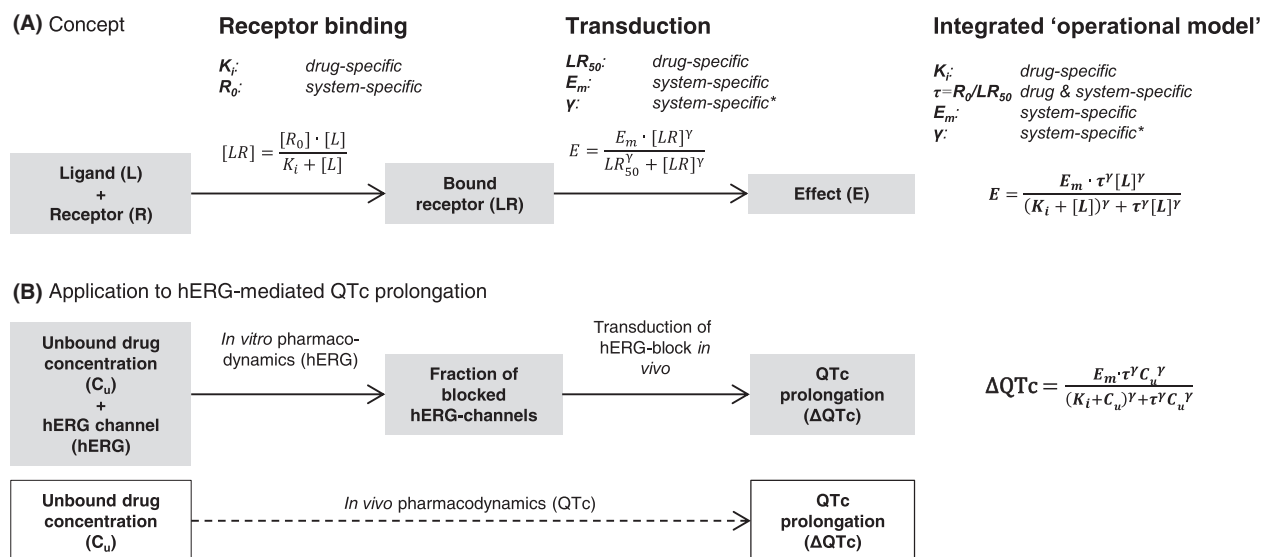 (A) Concept
Receptor binding
Transduction
Integrated ‘operational model’
Ki: drug-specific
R0: system-specific
LR50: drug-specific
Em: system-specific
γ: system-specific*
Ki: drug-specific
τ=R0/LR50 drug & system-specific
Em: system-specific
γ: system-specific*
[LR] = [R0] · [L] / Ki + [L]
E = Em · [LR]^γ / LR50^γ + [LR]^γ
Ligand (L)
+
Receptor (R)
Bound
receptor (LR)
Effect (E)
E = Em · τ^γ[L]^γ / (Ki + [L])^γ + τ^γ[L]^γ
(B) Application to hERG-mediated QTc prolongation
Unbound drug
concentration
(Cu)
+
hERG channel
(hERG)
In vitro pharmaco-
dynamics (hERG)
Fraction of
blocked
hERG-channels
Transduction of
hERG-block in
vivo
QTc
prolongation
(ΔQTc)
ΔQTc = Em·τ^γCu^γ / (Ki+Cu)^γ+τ^γCu^γ
Unbound drug
concentration
(Cu)
In vivo pharmacodynamics (QTc)
QTc
prolongation
(ΔQTc)